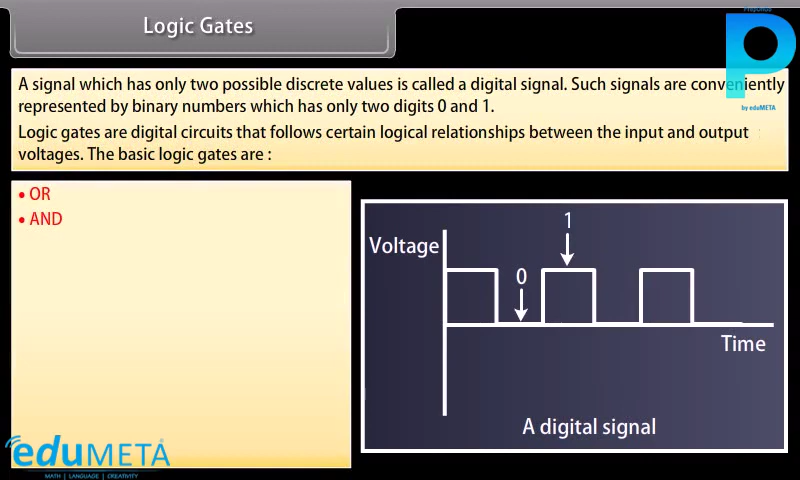 Logic Gates
A signal which has only two possible discrete values is called a digital signal. Such signals are conveniently
represented by binary numbers which has only two digits 0 and 1.
Logic gates are digital circuits that follows certain logical relationships between the input and output
voltages. The basic logic gates are :
by eduMETA
• OR
• AND
Voltage
0
1
Time
A digital signal
eduMETA
MATH | LANGUAGE | CREATIVITY